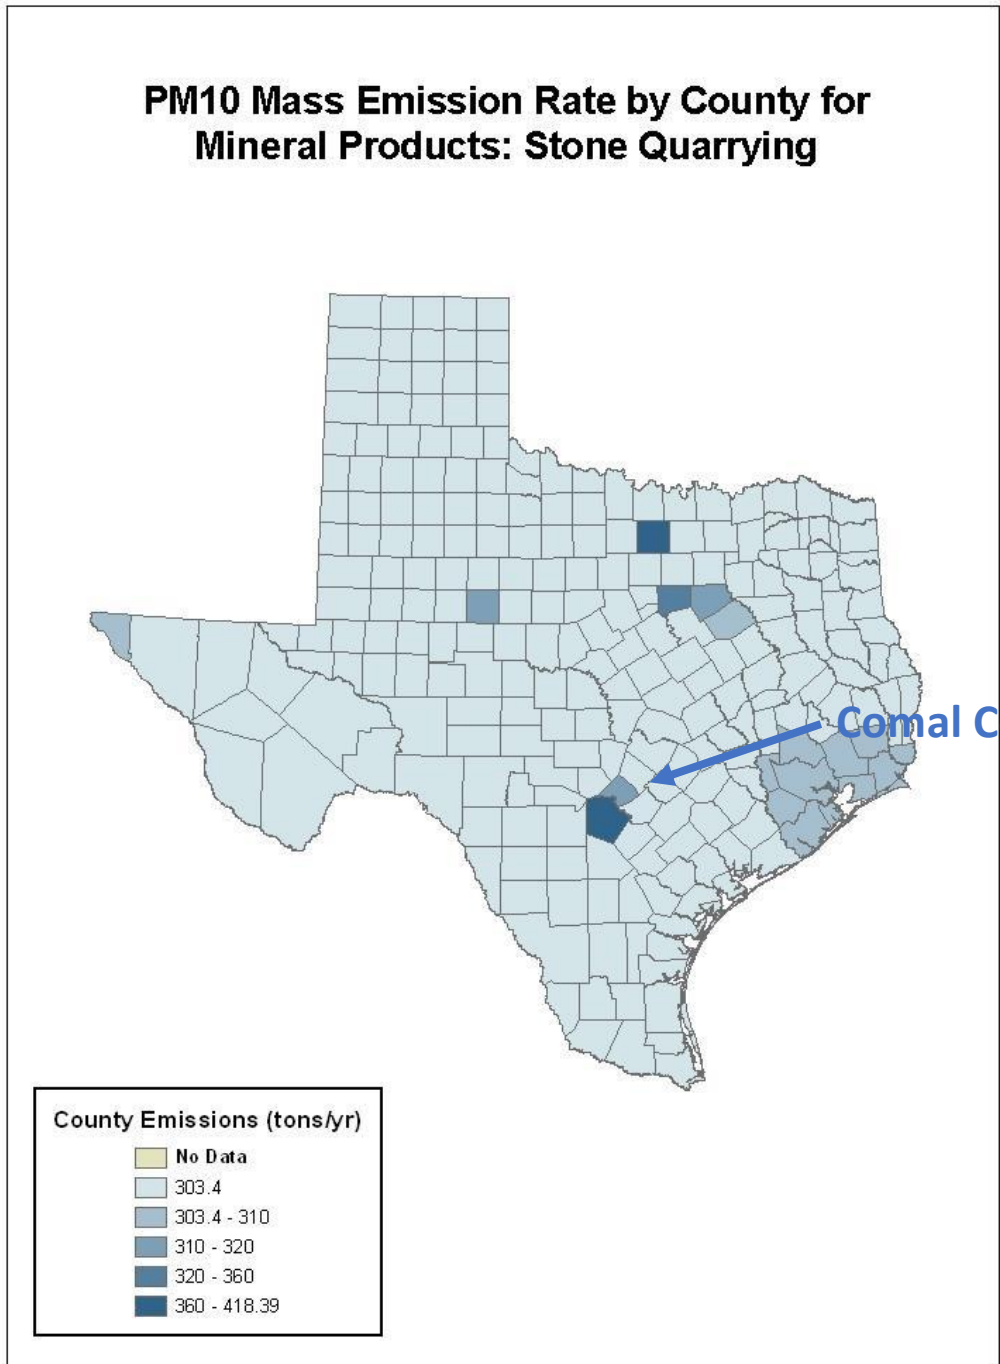 PM10 Mass Emission Rate by County for
Mineral Products: Stone Quarrying
Comal C
County Emissions (tons/yr)
No Data
303.4
303.4 - 310
310 - 320
320 - 360
360 - 418.39